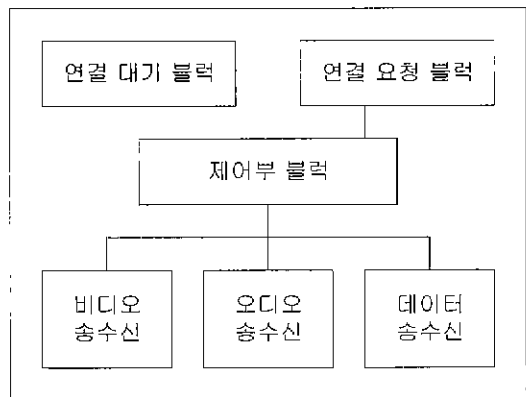 연결 대기 블럭
연결 요청 블럭
제어부 블럭
비디오
송수신
오디오
송수신
데이터
송수신